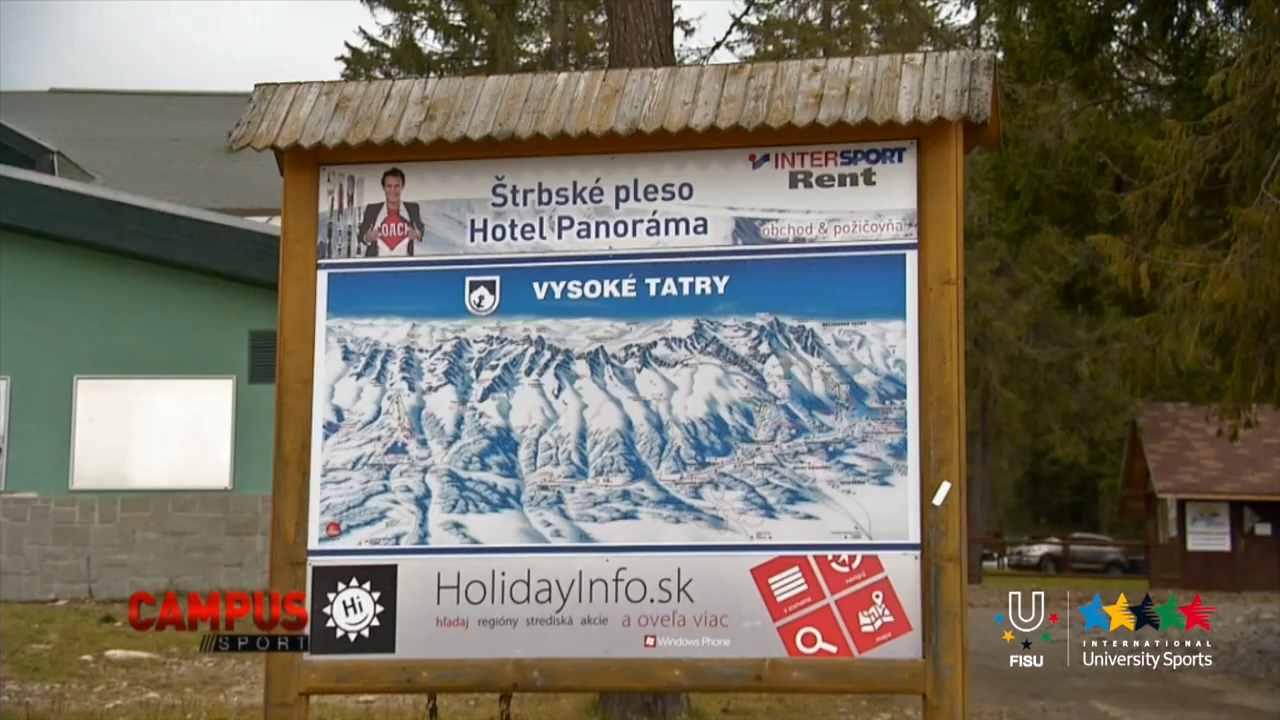 INTERSPORT
Rent
Štrbské pleso
Hotel Panoráma
COACH
obchod & požičovňa
VYSOKÉ TATRY
Hi
HolidayInfo.sk
hľadaj regióny strediská akcie a oveľa viac
Windows Phone
CAMPUS
SPORT
FISU
INTERNATIONAL
University Sports